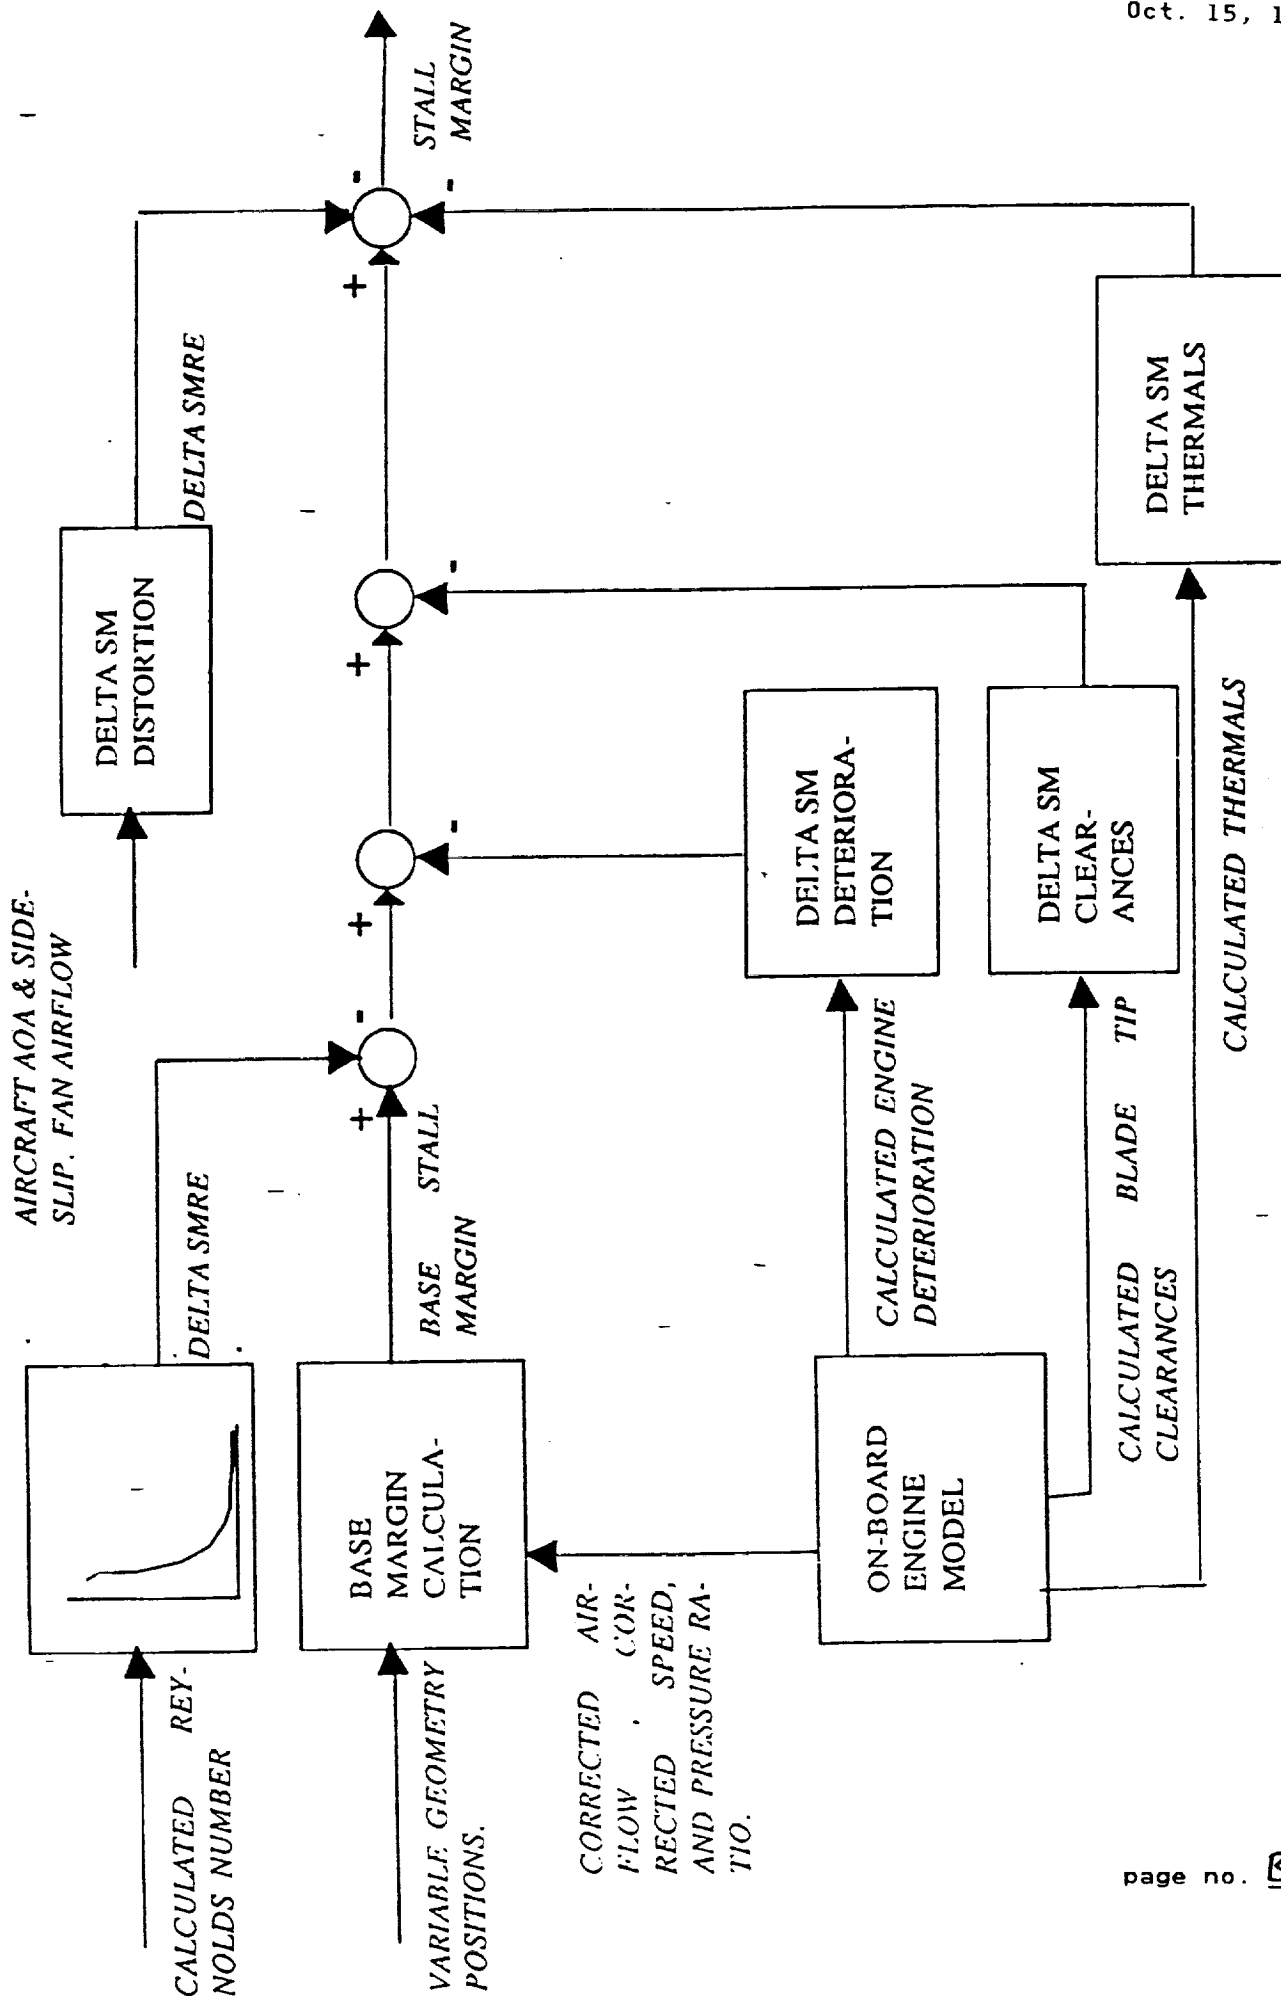 Oct. 15, 1
AIRCRAFT AOA & SIDE-
SLIP. FAN AIRFLOW
DELTA SM
DISTORTION
DELTA SMRE
STALL
MARGIN
-
-
+
CALCULATED REY-
NOLDS NUMBER
DELTA SMRE
VARIABLE GEOMETRY
POSITIONS.
BASE
MARGIN
CALCULA-
TION
BASE STALL
MARGIN
+
-
+
-
+
-
CORRECTED AIR-
FLOW , COR-
RECTED SPEED,
AND PRESSURE RA-
TIO.
ON-BOARD
ENGINE
MODEL
CALCULATED ENGINE
DETERIORATION
DELTA SM
DETERIORA-
TION
CALCULATED BLADE TIP
CLEARANCES
DELTA SM
CLEAR-
ANCES
CALCULATED THERMALS
DELTA SM
THERMALS
page no.